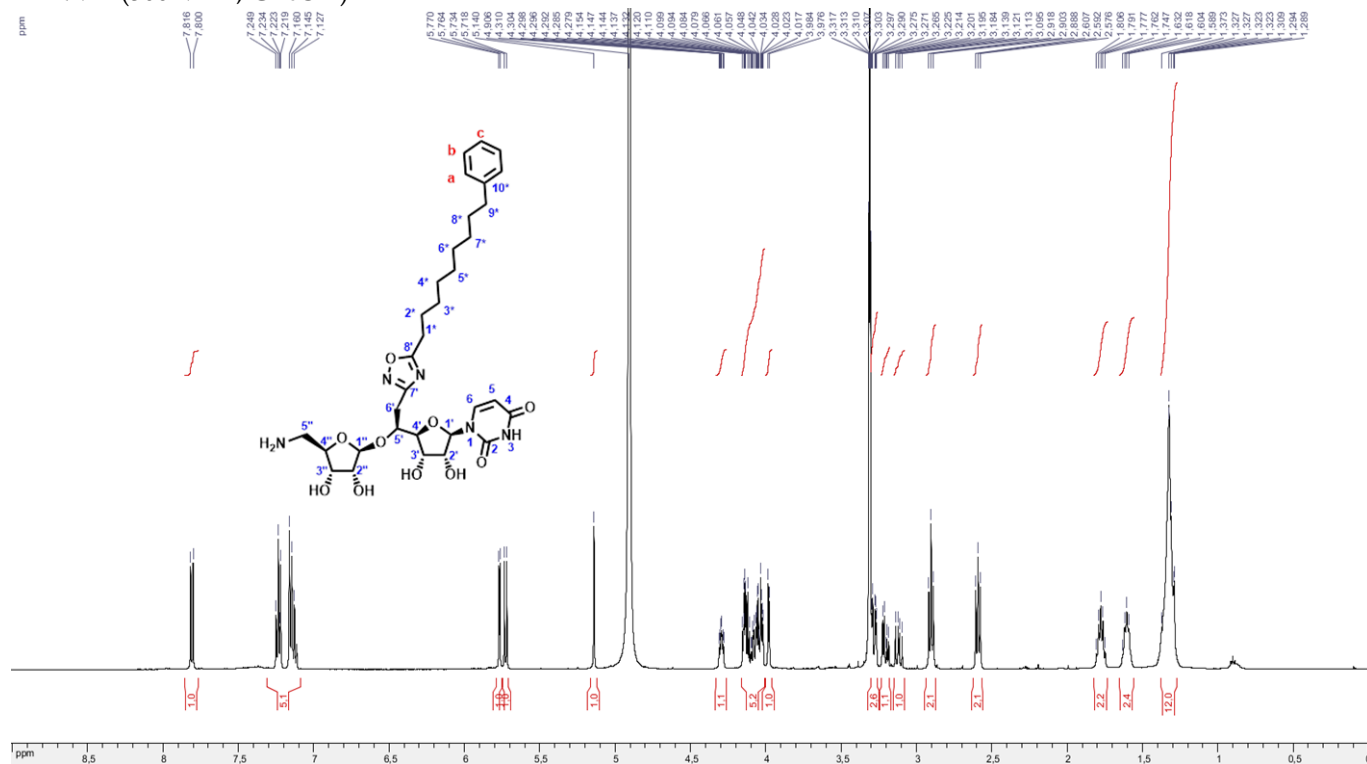 ppm 7.816 7.800 7.249 7.234 7.223 7.219 7.160 7.145 7.127 5.770 5.764 5.734 5.718 5.140 4.906 4.310 4.304 4.298 4.296 4.292 4.285 4.279 4.154 4.147 4.144 4.137 4.132 4.120 4.110 4.099 4.094 4.084 4.079 4.066 4.061 4.057 4.048 4.042 4.034 4.028 4.023 4.017 3.984 3.976 3.317 3.313 3.310 3.307 3.303 3.297 3.290 3.275 3.271 3.265 3.225 3.214 3.201 3.195 3.184 3.139 3.121 3.113 3.095 2.918 2.903 2.888 2.607 2.592 2.576 1.806 1.791 1.777 1.762 1.747 1.632 1.618 1.604 1.589 1.373 1.327 1.327 1.323 1.323 1.309 1.294 1.289
c
b
a
10*
9*
8*
7*
6*
5*
4*
3*
2*
1*
8'
O
N N
7'
6'
5 4 O
6
5''
H₂N O 4'' 1'' O 5' 4' O 1' N 1 2 NH 3
3'' 2'' 3' 2' O
HO OH
HO OH
1.0 5.1 1.0 1.0 1.0 1.1 5.2 1.0 2.6 1.1 1.0 2.1 2.1 2.2 2.4 12.0
ppm 8,5 8 7,5 7 6,5 6 5,5 5 4,5 4 3,5 3 2,5 2 1,5 1 0,5